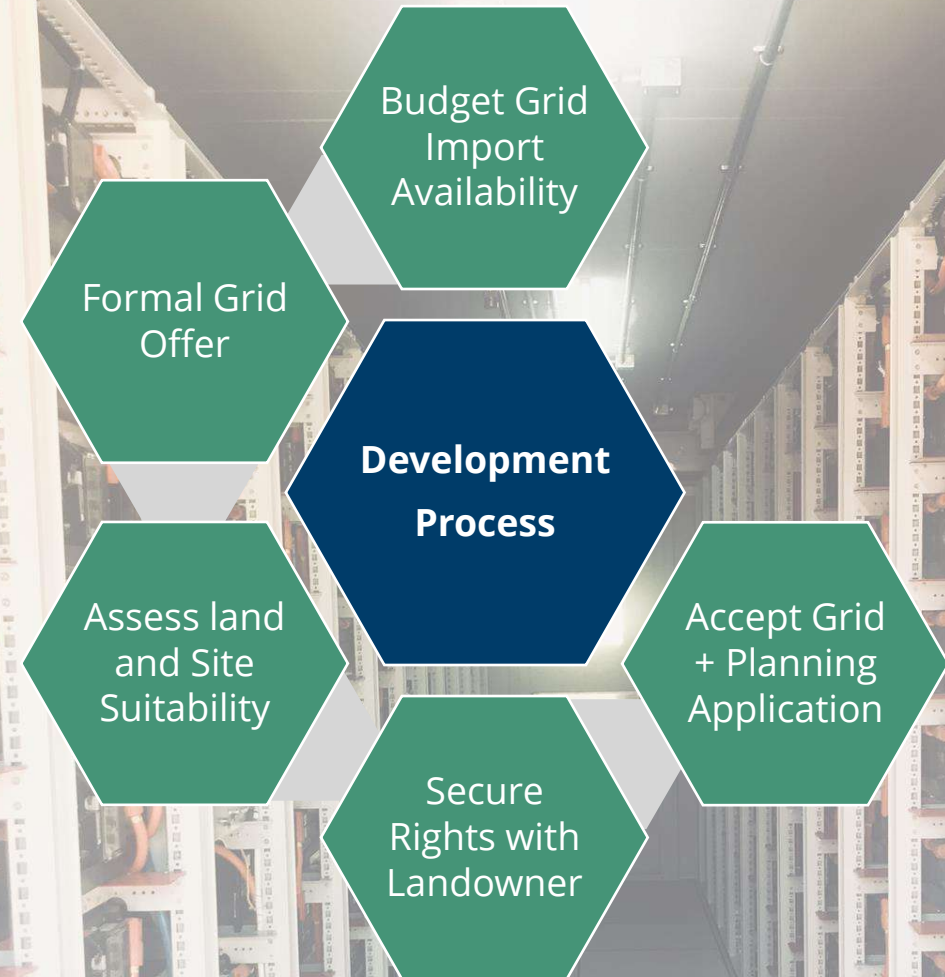 Budget Grid
Import
Availability
Formal Grid
Offer
Development
Process
Assess land
and Site
Suitability
Accept Grid
+ Planning
Application
Secure
Rights with
Landowner